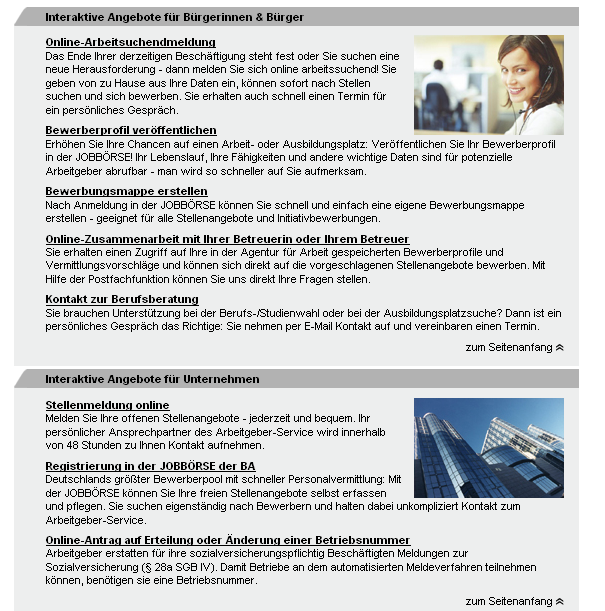 Interaktive Angebote für Bürgerinnen & Bürger
Online-Arbeitsuchendmeldung
Das Ende Ihrer derzeitigen Beschäftigung steht fest oder Sie suchen eine
neue Herausforderung - dann melden Sie sich online arbeitssuchend! Sie
geben von zu Hause aus Ihre Daten ein, können sofort nach Stellen
suchen und sich bewerben. Sie erhalten auch schnell einen Termin für
ein persönliches Gespräch.
Bewerberprofil veröffentlichen
Erhöhen Sie Ihre Chancen auf einen Arbeit- oder Ausbildungsplatz: Veröffentlichen Sie Ihr Bewerberprofil
in der JOBBÖRSE! Ihr Lebenslauf, Ihre Fähigkeiten und andere wichtige Daten sind für potenzielle
Arbeitgeber abrufbar - man wird so schneller auf Sie aufmerksam.
Bewerbungsmappe erstellen
Nach Anmeldung in der JOBBÖRSE können Sie schnell und einfach eine eigene Bewerbungsmappe
erstellen - geeignet für alle Stellenangebote und Initiativbewerbungen.
Online-Zusammenarbeit mit Ihrer Betreuerin oder Ihrem Betreuer
Sie erhalten einen Zugriff auf Ihre in der Agentur für Arbeit gespeicherten Bewerberprofile und
Vermittlungsvorschläge und können sich direkt auf die vorgeschlagenen Stellenangebote bewerben. Mit
Hilfe der Postfachfunktion können Sie uns direkt Ihre Fragen stellen.
Kontakt zur Berufsberatung
Sie brauchen Unterstützung bei der Berufs-/Studienwahl oder bei der Ausbildungsplatzsuche? Dann ist ein
persönliches Gespräch das Richtige: Sie nehmen per E-Mail Kontakt auf und vereinbaren einen Termin.
zum Seitenanfang
Interaktive Angebote für Unternehmen
Stellenmeldung online
Melden Sie Ihre offenen Stellenangebote - jederzeit und bequem. Ihr
persönlicher Ansprechpartner des Arbeitgeber-Service wird innerhalb
von 48 Stunden zu Ihnen Kontakt aufnehmen.
Registrierung in der JOBBÖRSE der BA
Deutschlands größter Bewerberpool mit schneller Personalvermittlung: Mit
der JOBBÖRSE können Sie Ihre freien Stellenangebote selbst erfassen
und pflegen. Sie suchen eigenständig nach Bewerbern und halten dabei unkompliziert Kontakt zum
Arbeitgeber-Service.
Online-Antrag auf Erteilung oder Änderung einer Betriebsnummer
Arbeitgeber erstatten für ihre sozialversicherungspflichtig Beschäftigten Meldungen zur
Sozialversicherung (§ 28a SGB IV). Damit Betriebe an dem automatisierten Meldeverfahren teilnehmen
können, benötigen sie eine Betriebsnummer.
zum Seitenanfang